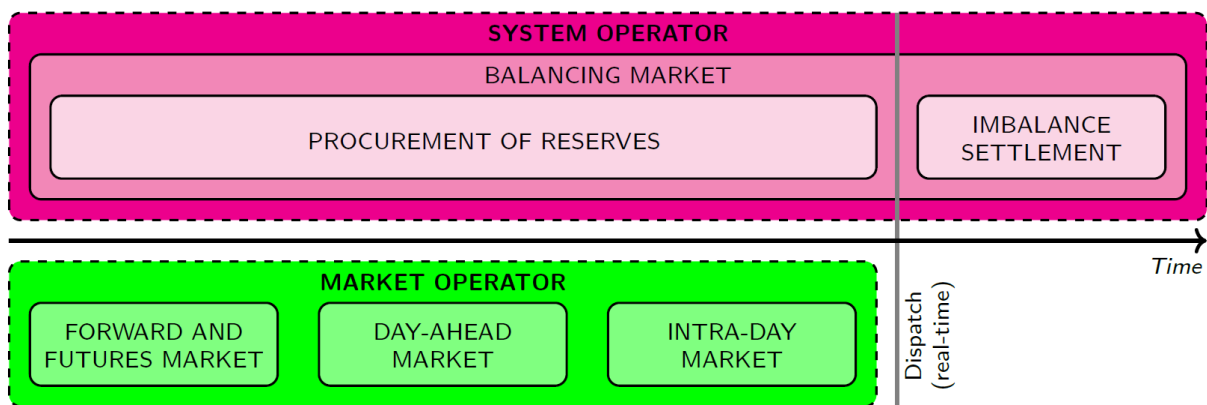 SYSTEM OPERATOR
BALANCING MARKET
PROCUREMENT OF RESERVES
IMBALANCE
SETTLEMENT
Time
MARKET OPERATOR
FORWARD AND
FUTURES MARKET
DAY-AHEAD
MARKET
INTRA-DAY
MARKET
Dispatch
(real-time)